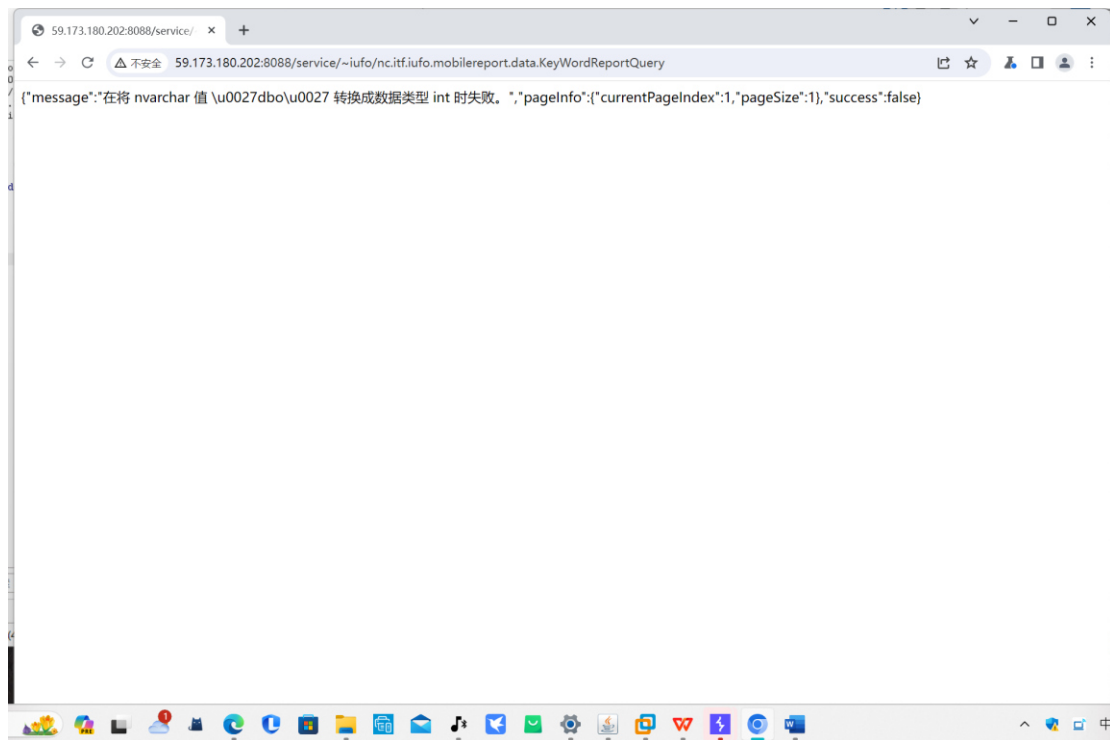 59.173.180.202:8088/service/
不安全 59.173.180.202:8088/service/~iufo/nc.itf.iufo.mobilereport.data.KeyWordReportQuery
{"message":"在将 nvarchar 值 \u0027dbo\u0027 转换成数据类型 int 时失败。","pageInfo":{"currentPageIndex":1,"pageSize":1},"success":false}